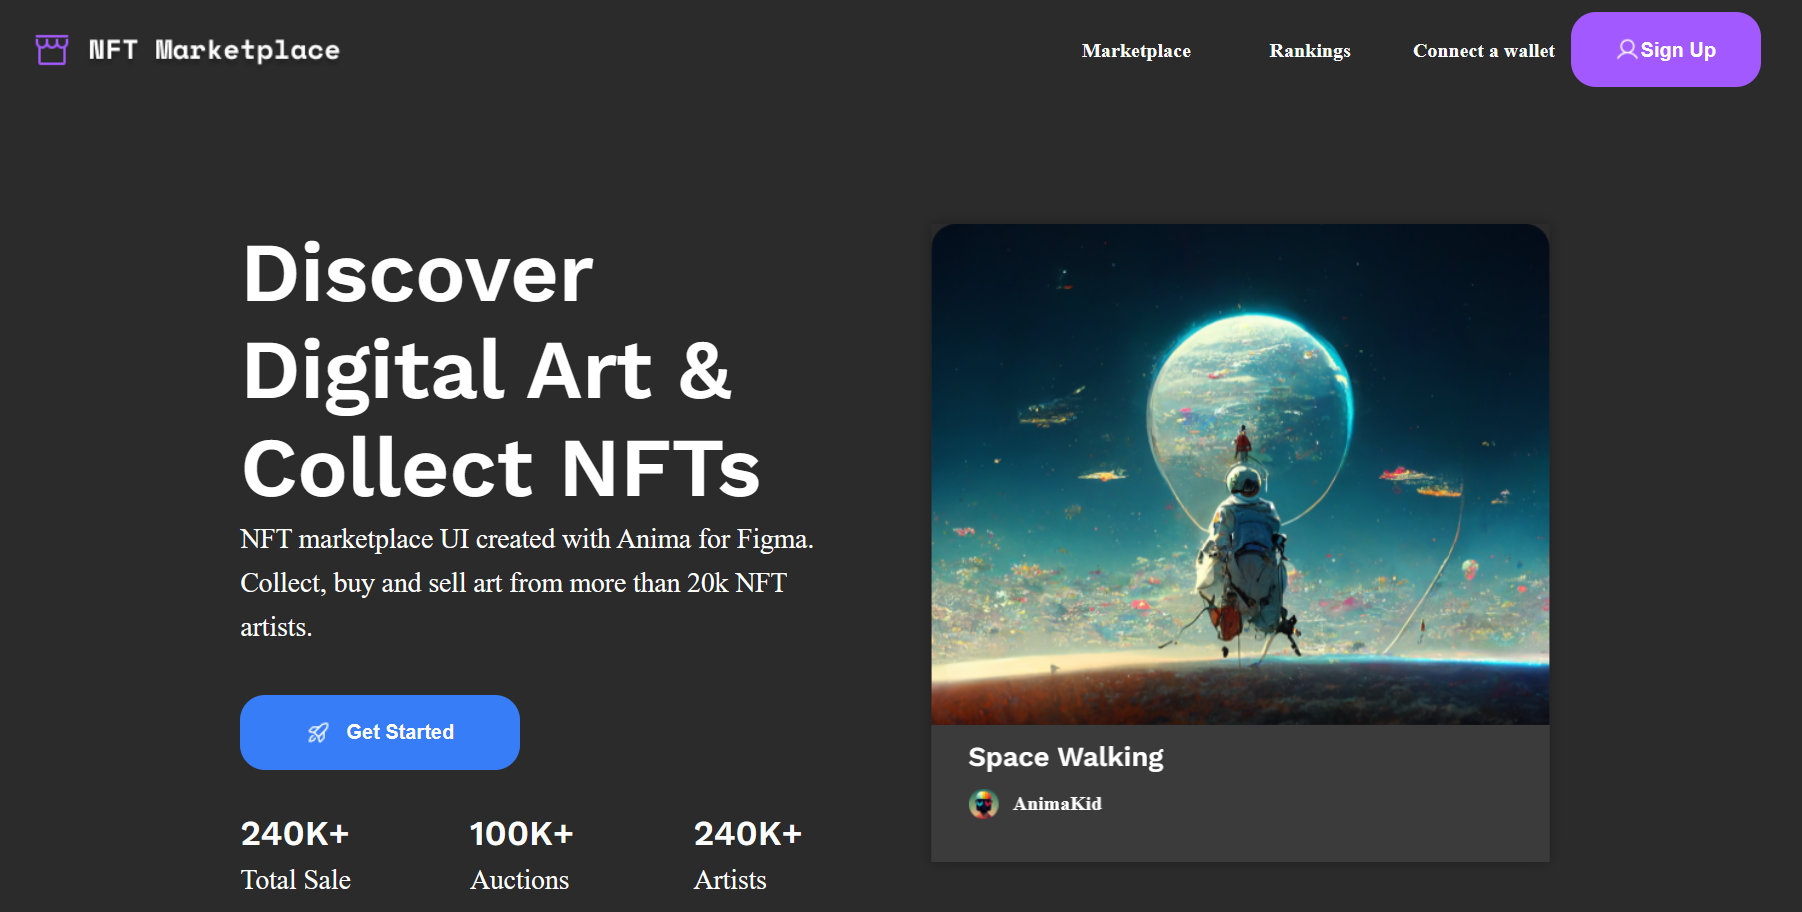 NFT Marketplace
Marketplace
Rankings
Connect a wallet
Sign Up
Discover
Digital Art &
Collect NFTs
NFT marketplace UI created with Anima for Figma.
Collect, buy and sell art from more than 20k NFT
artists.
Get Started
240K+
Total Sale
100K+
Auctions
240K+
Artists
Space Walking
AnimaKid